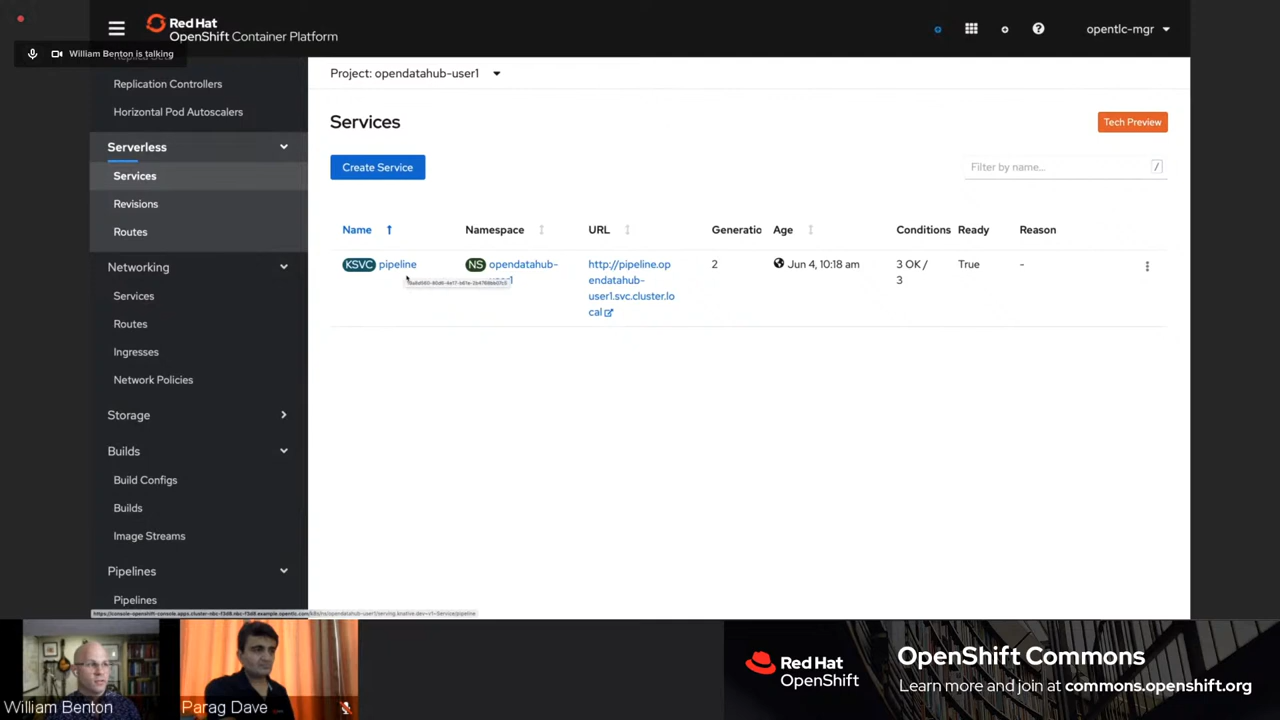 Red Hat
OpenShift Container Platform
opentlc-mgr
William Benton is talking
Replication Controllers
Horizontal Pod Autoscalers
Serverless
Services
Revisions
Routes
Networking
Services
Routes
Ingresses
Network Policies
Storage
Builds
Build Configs
Builds
Image Streams
Pipelines
Pipelines
Project: opendatahub-user1
Services
Tech Preview
Create Service
Filter by name...
/
Name
Namespace
URL
Generatio
Age
Conditions
Ready
Reason
KSVC pipeline
NS opendatahub-
http://pipeline.op
endatahub-
user1.svc.cluster.lo
cal
2
Jun 4, 10:18 am
3 OK /
3
True
-
William Benton
Parag Dave
Red Hat
OpenShift
OpenShift Commons
Learn more and join at commons.openshift.org